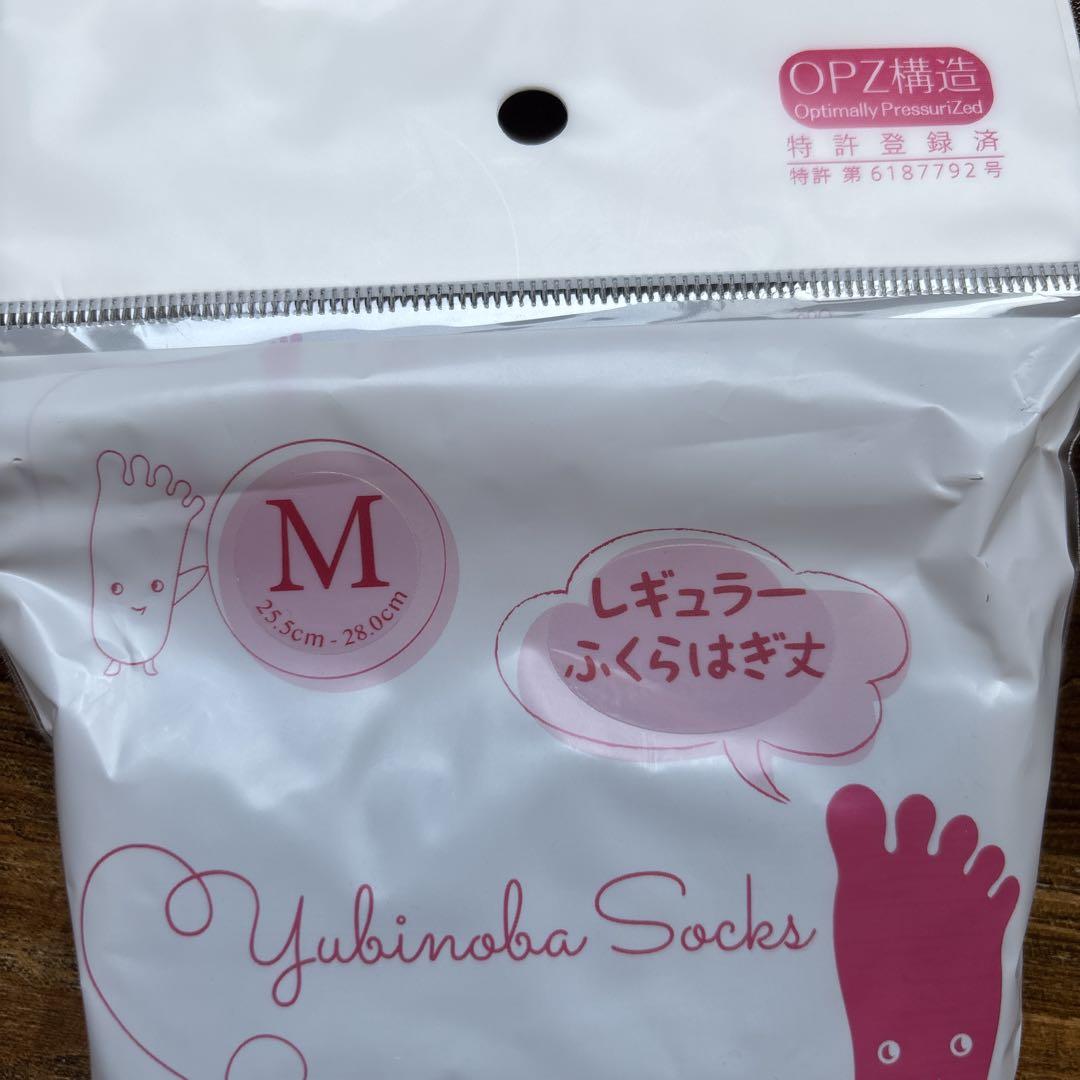 OPZ構造
Optimally PressuriZed
特許登録済
特許 第6187792号
M
25.5cm - 28.0cm
レギュラー
ふくらはぎ丈
Yubinoba Socks